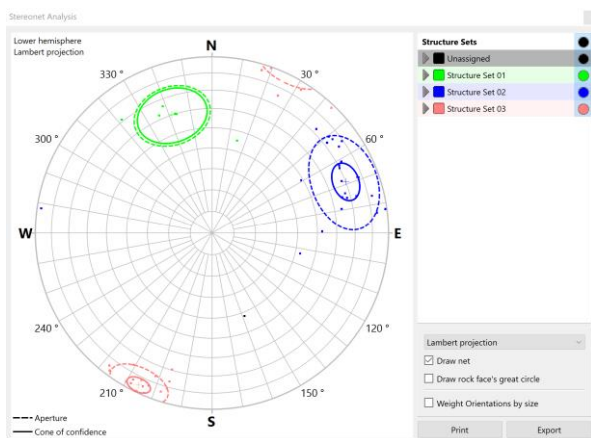 Stereonet Analysis
Lower hemisphere
Lambert projection
N
330 °
30 °
300 °
60 °
W
E
240 °
120 °
210 °
150 °
S
Aperture
Cone of confidence
Structure Sets
Unassigned
Structure Set 01
Structure Set 02
Structure Set 03
Lambert projection
Draw net
Draw rock face's great circle
Weight Orientations by size
Print
Export